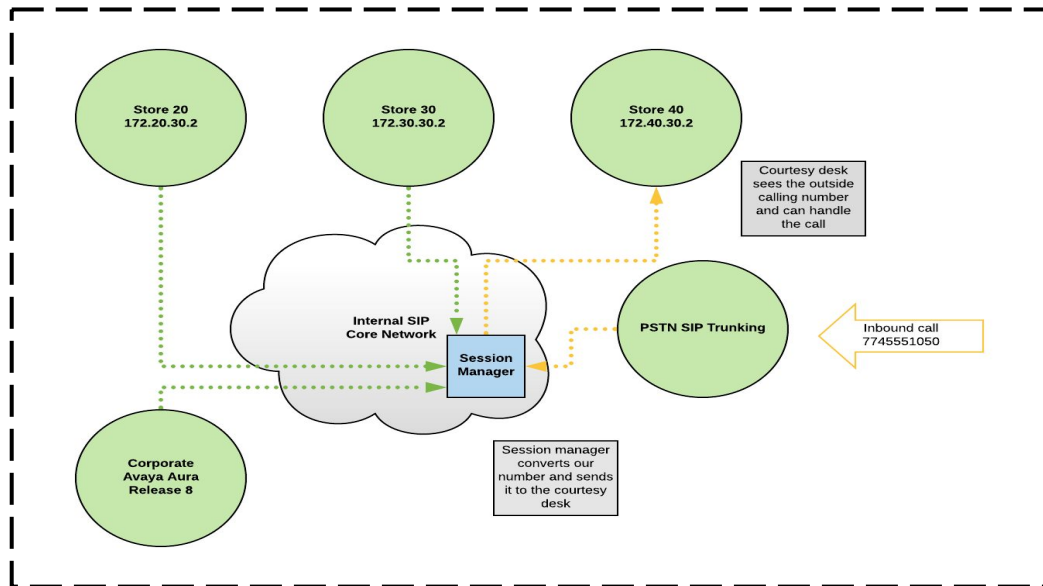 Store 20
172.20.30.2
Store 30
172.30.30.2
Store 40
172.40.30.2
Courtesy desk
sees the outside
calling number
and can handle
the call
Internal SIP
Core Network
Session
Manager
PSTN SIP Trunking
Inbound call
7745551050
Corporate
Avaya Aura
Release 8
Session manager
converts our
number and sends
it to the courtesy
desk